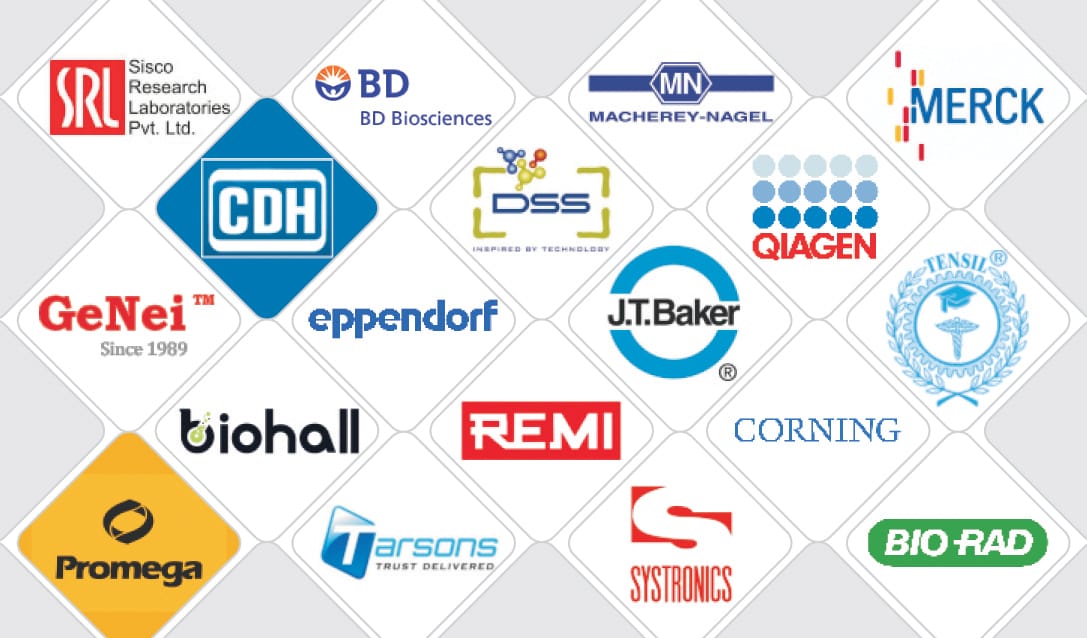 SRL
Sisco
Research
Laboratories
Pvt. Ltd.
BD
BD Biosciences
MN
MACHEREY-NAGEL
MERCK
CDH
DSS
INSPIRED BY TECHNOLOGY
QIAGEN
GeNei™
Since 1989
eppendorf
J.T.Baker
®
TENSIL®
biohall
REMI
CORNING
Promega
Tarsons
TRUST DELIVERED
SYSTRONICS
BIO-RAD